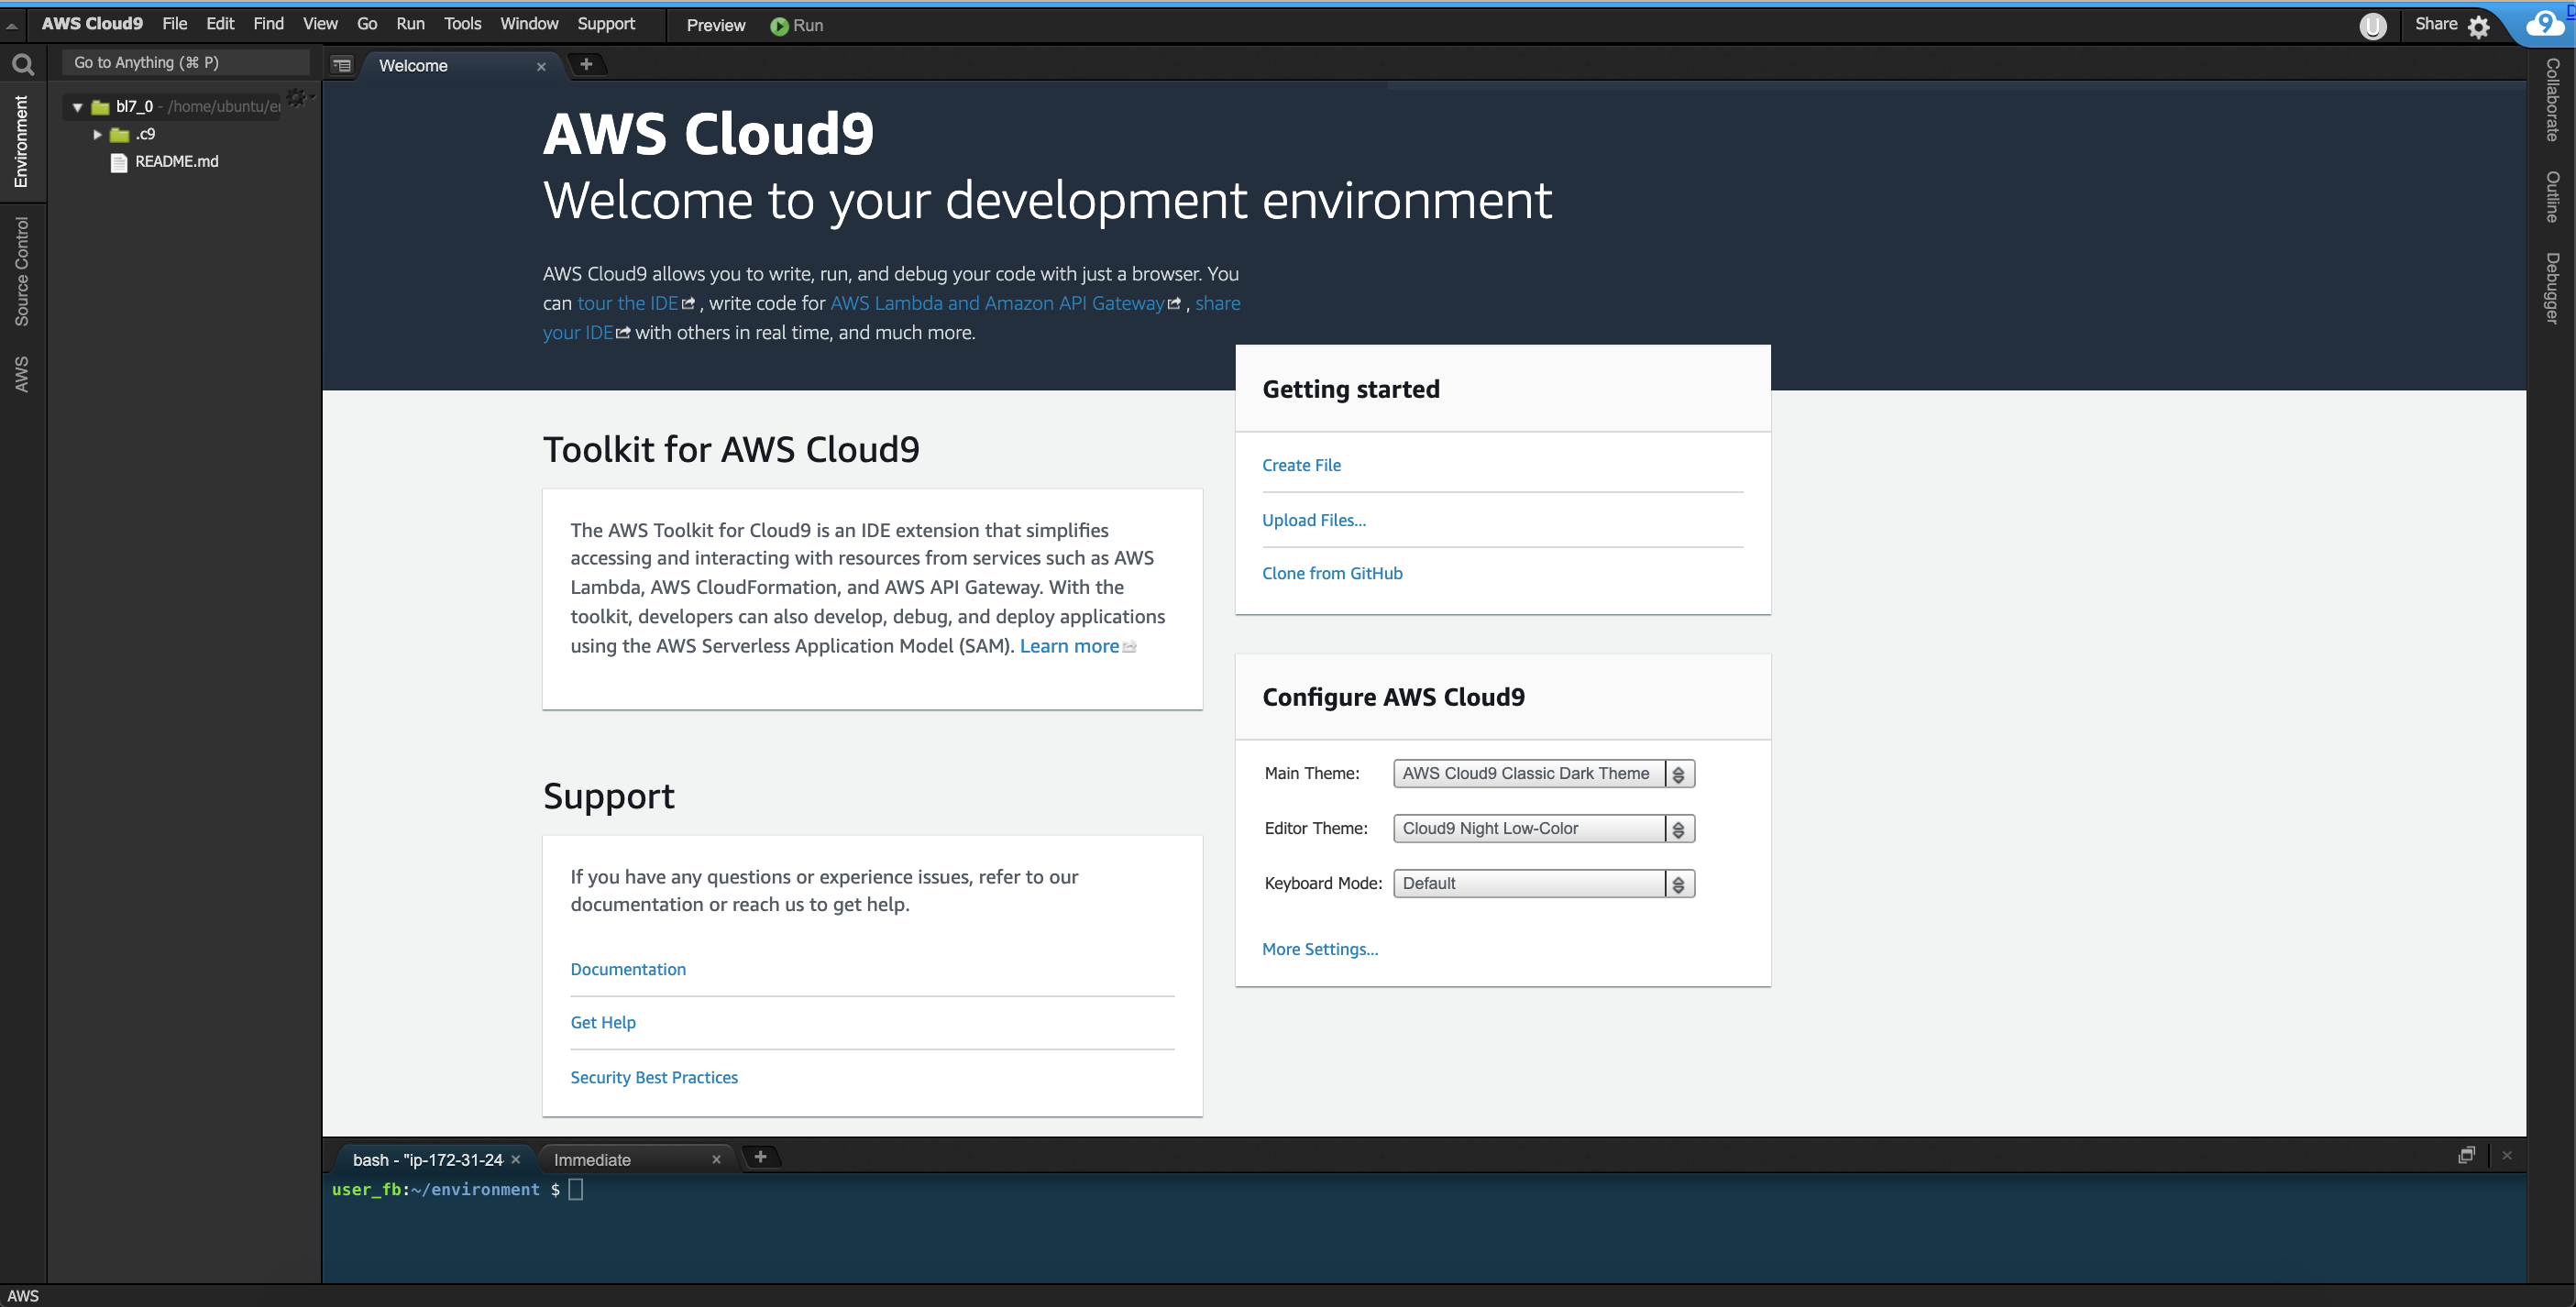 AWS Cloud9 File Edit Find View Go Run Tools Window Support Preview Run U Share 9
Go to Anything (⌘ P)
Welcome
Environment
Source Control
AWS
bl7_0 - /home/ubuntu/
.c9
README.md
AWS Cloud9
Welcome to your development environment
AWS Cloud9 allows you to write, run, and debug your code with just a browser. You
can tour the IDE , write code for AWS Lambda and Amazon API Gateway , share
your IDE with others in real time, and much more.
Toolkit for AWS Cloud9
The AWS Toolkit for Cloud9 is an IDE extension that simplifies
accessing and interacting with resources from services such as AWS
Lambda, AWS CloudFormation, and AWS API Gateway. With the
toolkit, developers can also develop, debug, and deploy applications
using the AWS Serverless Application Model (SAM). Learn more
Support
If you have any questions or experience issues, refer to our
documentation or reach us to get help.
Documentation
Get Help
Security Best Practices
Getting started
Create File
Upload Files...
Clone from GitHub
Configure AWS Cloud9
Main Theme: AWS Cloud9 Classic Dark Theme
Editor Theme: Cloud9 Night Low-Color
Keyboard Mode: Default
More Settings...
Collaborate
Outline
Debugger
bash - "ip-172-31-24
Immediate
user_fb:~/environment $
AWS